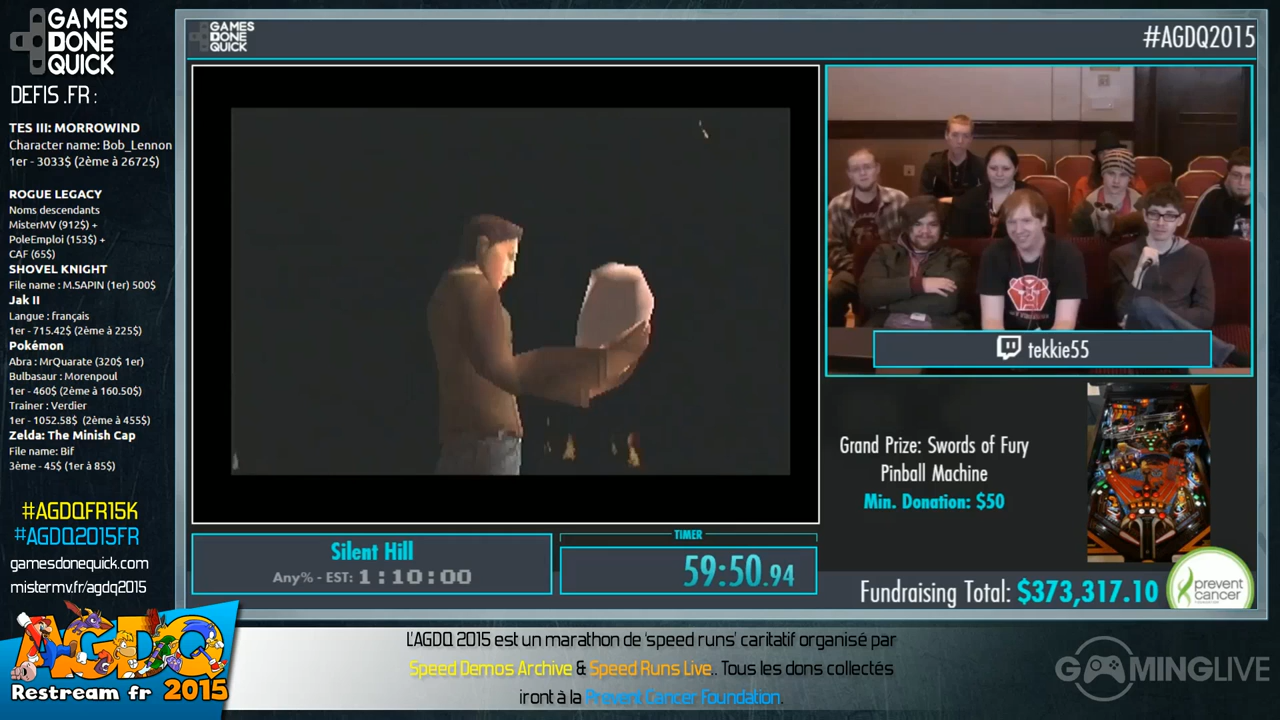 GAMES
DONE
QUICK
DEFIS .FR :
TES III: MORROWIND
Character name: Bob_Lennon
1er - 3033$ (2ème à 2672$)
ROGUE LEGACY
Noms descendants
MisterMV (912$) +
PoleEmploi (153$) +
CAF (65$)
SHOVEL KNIGHT
File name : M.SAPIN (1er) 500$
Jak II
Langue : français
1er - 715.42$ (2ème à 225$)
Pokémon
Abra : MrQuarate (320$ 1er)
Bulbasaur : Morenpoul
1er - 460$ (2ème à 160.50$)
Trainer : Verdier
1er - 1052.58$ (2ème à 455$)
Zelda: The Minish Cap
File name: Bif
3ème - 45$ (1er à 85$)
#AGDQFR15K
#AGDQ2015FR
gamesdonequick.com
mistermv.fr/agdq2015
AGDQ
Restream fr 2015
GAMES
DONE
QUICK
#AGDQ2015
tekkie55
Grand Prize: Swords of Fury
Pinball Machine
Min. Donation: $50
Silent Hill
Any% - EST: 1:10:00
TIMER
59:50.94
Fundraising Total: $373,317.10
prevent
cancer
L'AGDQ 2015 est un marathon de 'speed runs' caritatif organisé par
Speed Demos Archive & Speed Runs Live.. Tous les dons collectés
iront à la Prevent Cancer Foundation.
GAMINGLIVE